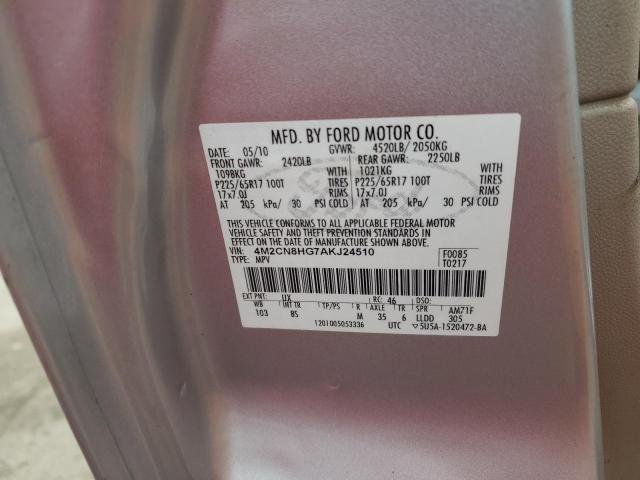 MFD. BY FORD MOTOR CO.
05/10 GVWR: 4520LB/ 2050KG
FRONT GAWR: 2420LB REAR GAWR: 2250LB
1098KG WITH 1021KG WITH
P225/65R17 100T TIRES P225/65R17 100T TIRES
17x7.0J RIMS 17x7.0J RIMS
AT 205 kPa/ 30 PSI COLD AT 205 kPa/ 30 PSI COLD
THIS VEHICLE CONFORMS TO ALL APPLICABLE FEDERAL MOTOR
VEHICLE SAFETY AND THEFT PREVENTION STANDARDS IN
EFFECT ON THE DATE OF MANUFACTURE SHOWN ABOVE.
VIN: 4M2CN8HG7AKJ24510 F0085
TYPE: MPV T0217
EXT PNT: UX RC: 46 DSO:
WB INT TR TP/PS R AXLE TR SPR AM71F
103 8S M 35 6 LLDD 305
1201005053336 UTC 5U5A-1520472-BA